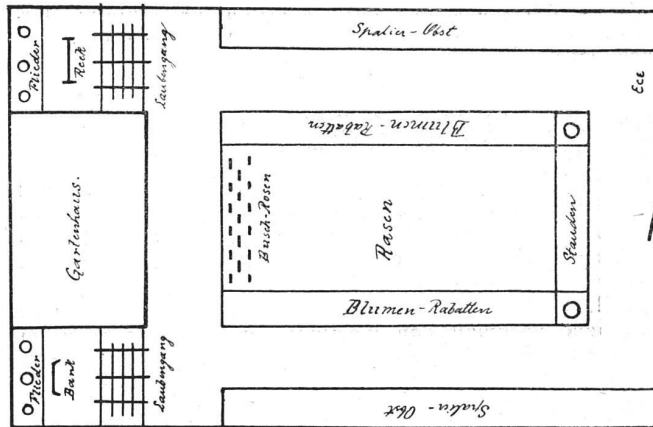 Flieder
Reck
Laubengang
Spalier-Obst
Blumen-Rabatten
Gartenhaus.
Busch-Rosen
Rasen
Stauden
Blumen-Rabatten
Flieder
Bank
Laubengang
Spalier-Obst